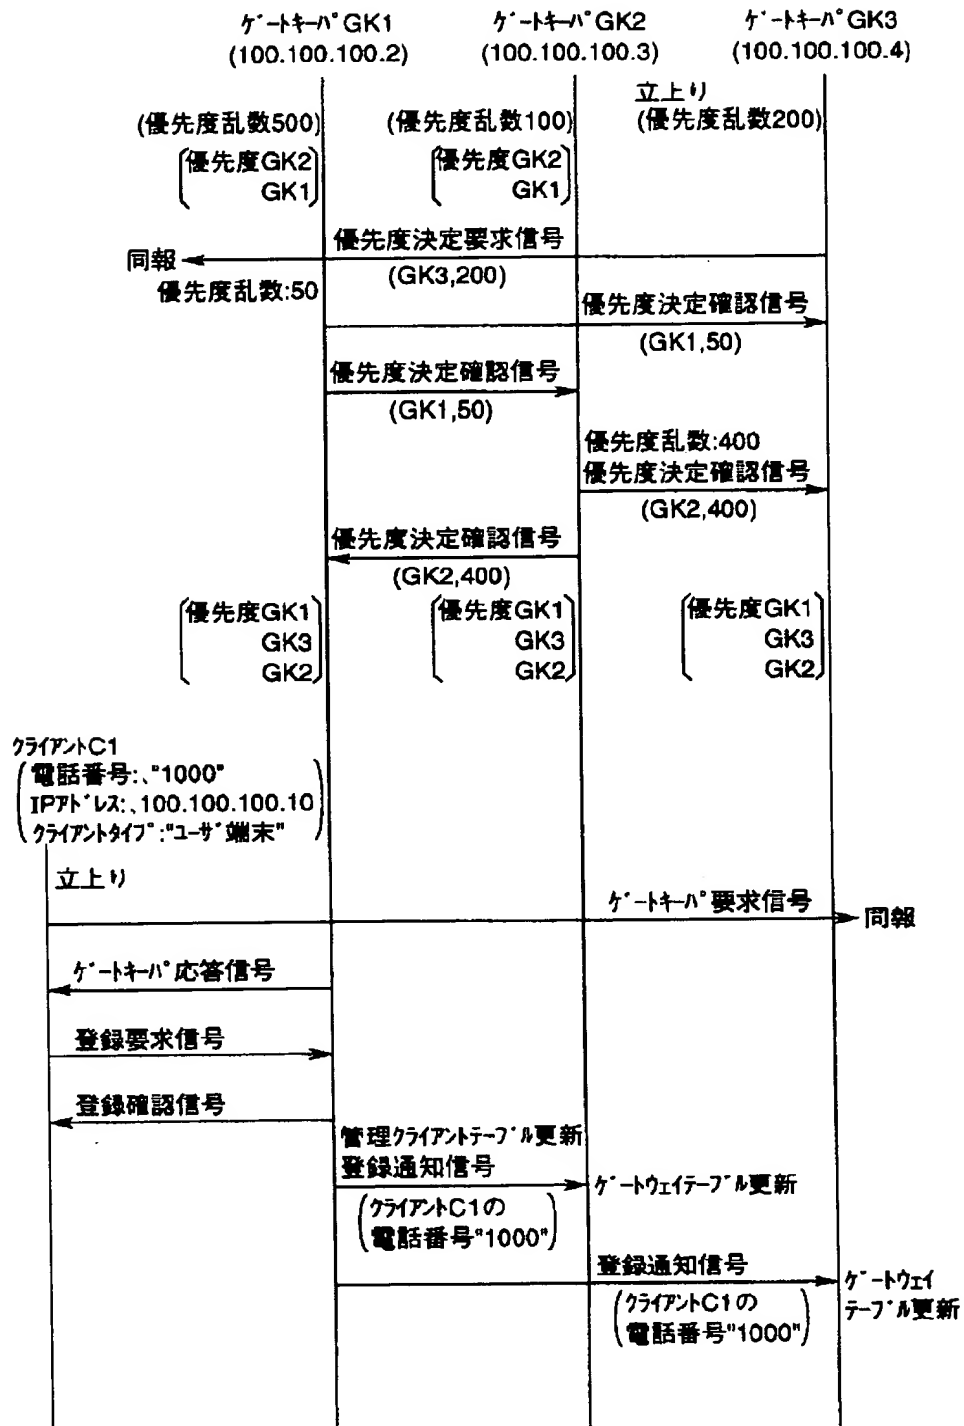 ｹﾞｰﾄｷｰﾊﾟGK1
(100.100.100.2)
ｹﾞｰﾄｷｰﾊﾟGK2
(100.100.100.3)
ｹﾞｰﾄｷｰﾊﾟGK3
(100.100.100.4)
立上り
(優先度乱数500)
(優先度乱数100)
(優先度乱数200)
優先度GK2
GK1
優先度GK2
GK1
優先度決定要求信号
同報
(GK3,200)
優先度乱数:50
優先度決定確認信号
(GK1,50)
優先度決定確認信号
(GK1,50)
優先度乱数:400
優先度決定確認信号
(GK2,400)
優先度決定確認信号
(GK2,400)
優先度GK1
GK3
GK2
優先度GK1
GK3
GK2
優先度GK1
GK3
GK2
ｸﾗｲｱﾝﾄC1
電話番号:､"1000"
IPｱﾄﾞﾚｽ:､100.100.100.10
ｸﾗｲｱﾝﾄﾀｲﾌﾟ:"ﾕｰｻﾞ端末"
立上り
ｹﾞｰﾄｷｰﾊﾟ要求信号
同報
ｹﾞｰﾄｷｰﾊﾟ応答信号
登録要求信号
登録確認信号
管理ｸﾗｲｱﾝﾄﾃｰﾌﾞﾙ更新
登録通知信号
ｹﾞｰﾄｳｪｲﾃｰﾌﾞﾙ更新
ｸﾗｲｱﾝﾄC1の
電話番号"1000"
登録通知信号
ｹﾞｰﾄｳｪｲ
ﾃｰﾌﾞﾙ更新
ｸﾗｲｱﾝﾄC1の
電話番号"1000"